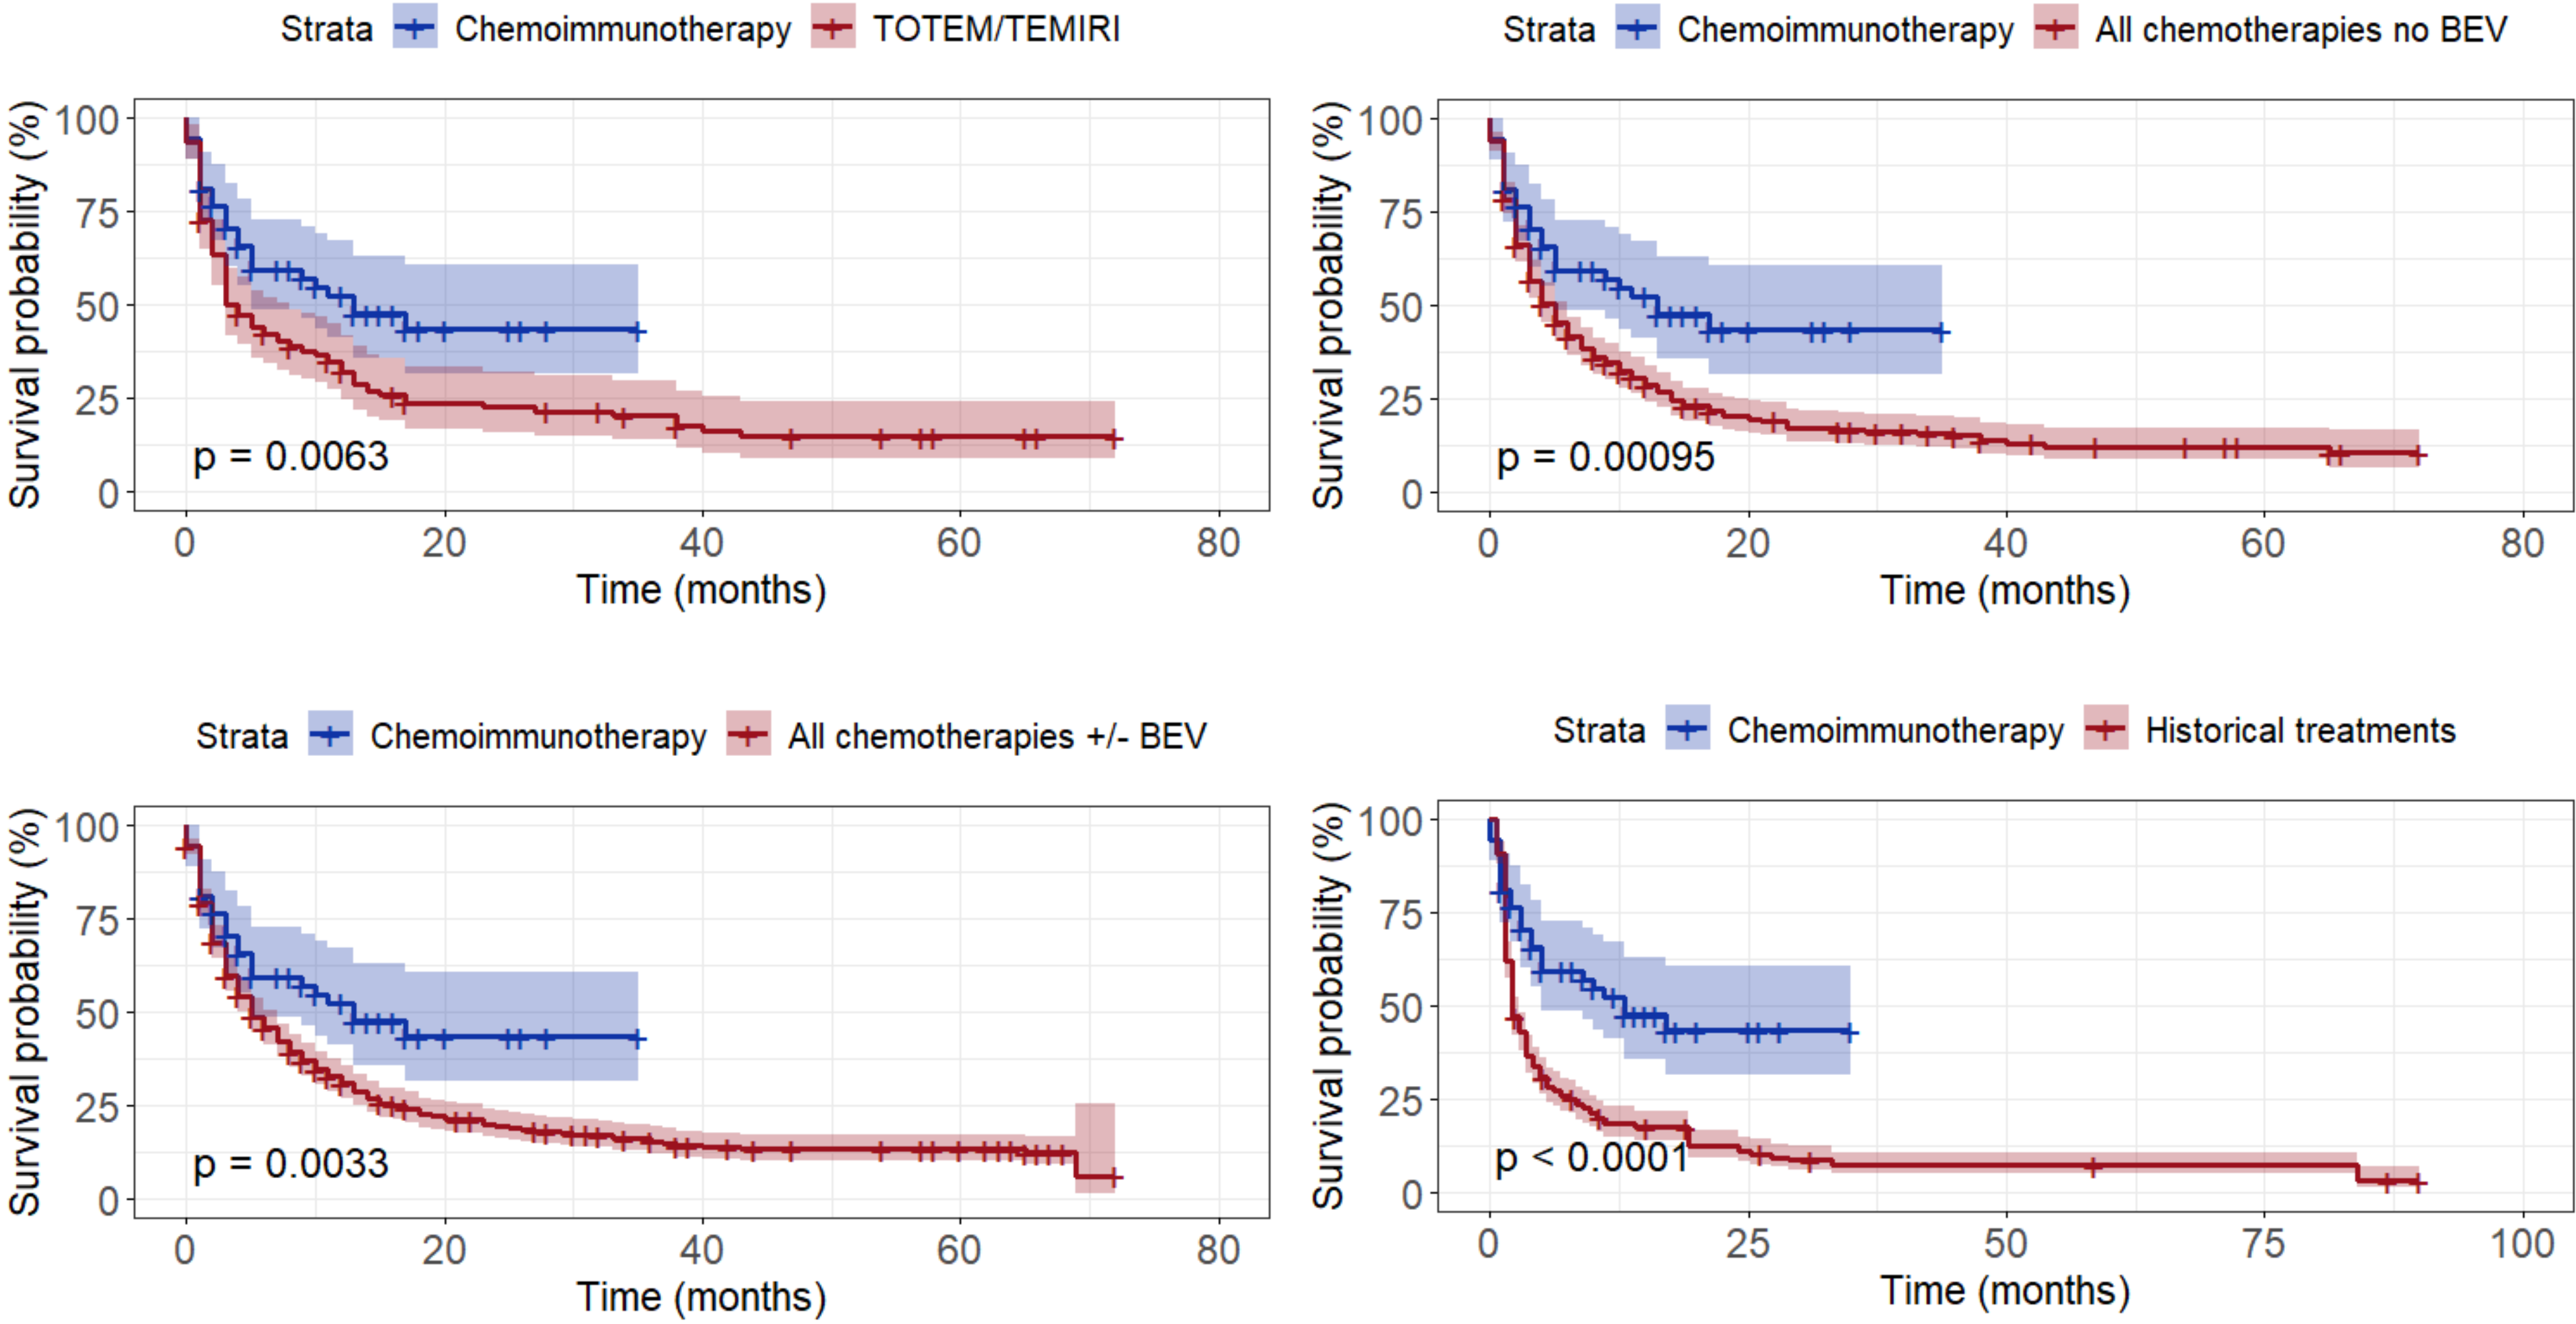 Strata Chemoimmunotherapy TOTEM/TEMIRI
Survival probability (%)
100
75
50
25
0
p = 0.0063
0 20 40 60 80
Time (months)
Strata Chemoimmunotherapy All chemotherapies no BEV
Survival probability (%)
100
75
50
25
0
p = 0.00095
0 20 40 60 80
Time (months)
Strata Chemoimmunotherapy All chemotherapies +/- BEV
Survival probability (%)
100
75
50
25
0
p = 0.0033
0 20 40 60 80
Time (months)
Strata Chemoimmunotherapy Historical treatments
Survival probability (%)
100
75
50
25
0
p < 0.0001
0 25 50 75 100
Time (months)